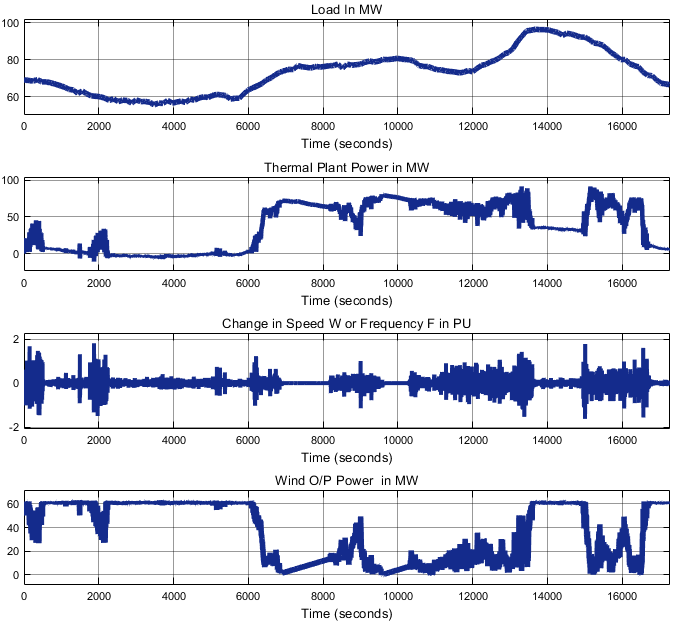 Load In MW
100
80
60
0 2000 4000 6000 8000 10000 12000 14000 16000
Time (seconds)
Thermal Plant Power in MW
100
50
0
0 2000 4000 6000 8000 10000 12000 14000 16000
Time (seconds)
Change in Speed W or Frequency F in PU
2
0
-2
0 2000 4000 6000 8000 10000 12000 14000 16000
Time (seconds)
Wind O/P Power in MW
60
40
20
0
0 2000 4000 6000 8000 10000 12000 14000 16000
Time (seconds)